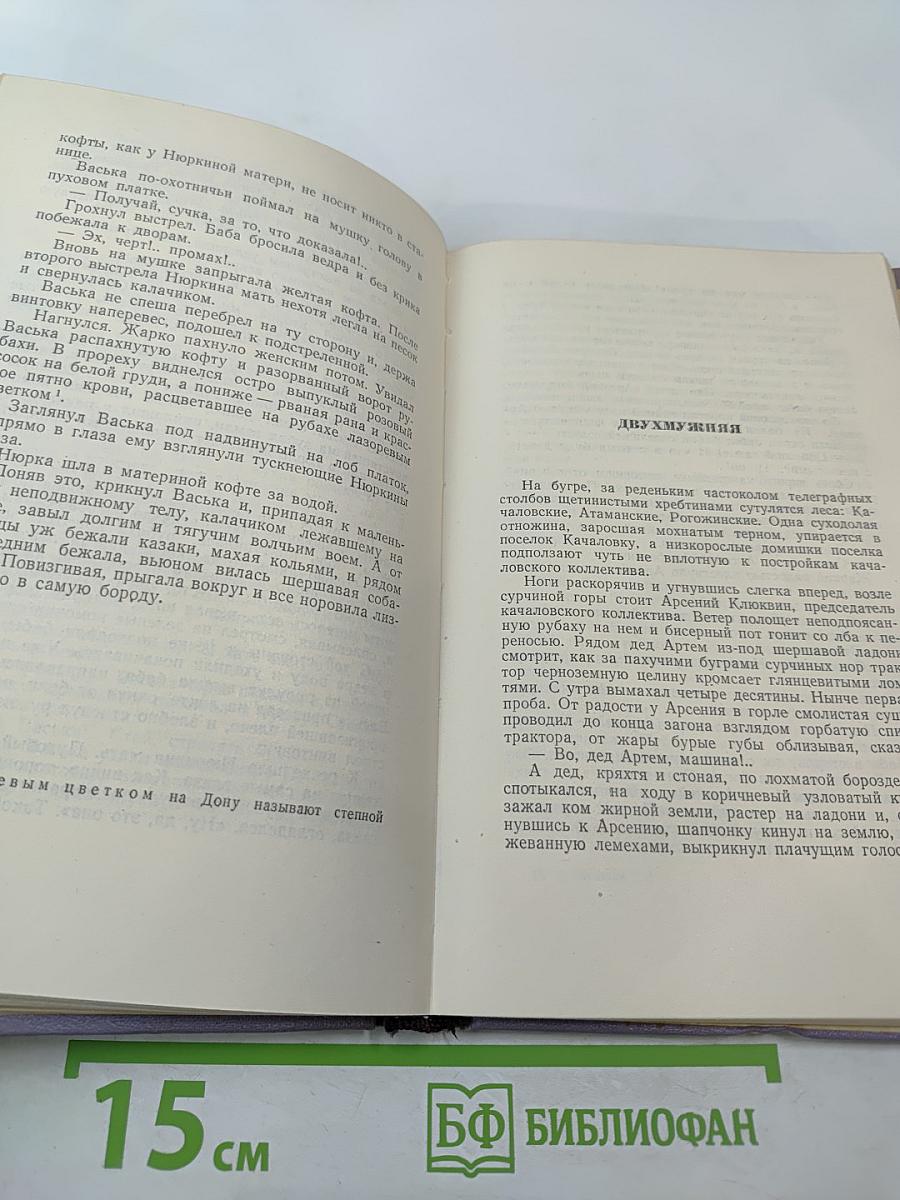 кофты, как у Нюркиной матери, не носит никто в ста-
нице.
Васька по-охотничьи поймал на мушку голову в
пуховом платке.
— Получай, сучка, за то, что доказала!..
Грохнул выстрел. Баба бросила ведра и без крика
побежала к дворам.
— Эх, черт!.. промах!..
Вновь на мушке запрыгала желтая кофта. После
второго выстрела Нюркина мать нехотя легла на песок
и свернулась калачиком.
Васька не спеша перебрел на ту сторону и, держа
винтовку наперевес, подошел к подстреленной.
Нагнулся. Жарко пахнуло женским потом. Увидал
Васька распахнутую кофту и разорванный ворот ру-
бахи. В прореху виднелся остро выпуклый розовый
сосок на белой груди, а пониже — рваная рана и крас-
ое пятно крови, расцветавшее на рубахе лазоревым
ветком ¹.
Заглянул Васька под надвинутый на лоб платок,
прямо в глаза ему взглянули тускнеющие Нюркины
за.
Нюрка шла в материной кофте за водой.
Поняв это, крикнул Васька и, припадая к малень-
неподвижному телу, калачиком лежавшему на
е, завыл долгим и тягучим волчьим воем. А от
цы уж бежали казаки, махая кольями, и рядом
едним бежала, вьюном вилась шершавая соба-
Повизгивая, прыгала вокруг и все норовила лиз-
о в самую бороду.
евым цветком на Дону называют степной
ДВУХМУЖНЯЯ
На бугре, за реденьким частоколом телеграфных
столбов щетинистыми хребтинами сутулятся леса: Ка-
чаловские, Атаманские, Рогожинские. Одна суходолая
отножина, заросшая мохнатым терном, упирается в
поселок Качаловку, а низкорослые домишки поселка
подползают чуть не вплотную к постройкам кача-
ловского коллектива.
Ноги раскорячив и угнувшись слегка вперед, возле
сурчиной горы стоит Арсений Клюквин, председатель
качаловского коллектива. Ветер полощет неподпоясан-
ную рубаху на нем и бисерный пот гонит со лба к пе-
реносью. Рядом дед Артем из-под шершавой ладони
смотрит, как за пахучими буграми сурчиных нор трак
тор черноземную целину кромсает глянцевитыми лом
тями. С утра вымахал четыре десятины. Нынче перва
проба. От радости у Арсения в горле смолистая суш
проводил до конца загона взглядом горбатую спи
трактора, от жары бурые губы облизывая, сказ
— Во, дед Артем, машина!..
А дед, кряхтя и стоная, по лохматой борозде
спотыкался, на ходу в коричневый узловатый к
зажал ком жирной земли, растер на ладони и,
нувшись к Арсению, шапчонку кинул на землю,
жеванную лемехами, выкрикнул плачущим голос
15 см
БФ БИБЛИОФАН